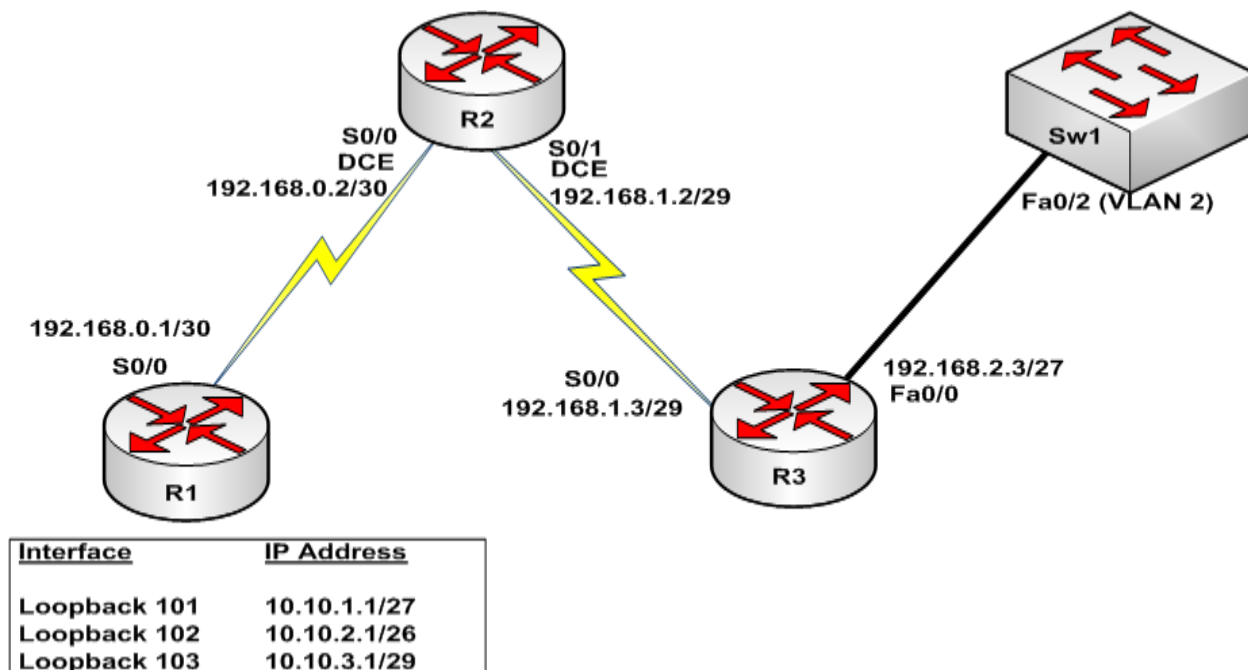 R2
S0/0
DCE
192.168.0.2/30
S0/1
DCE
192.168.1.2/29
Sw1
Fa0/2 (VLAN 2)
192.168.0.1/30
S0/0
R1
S0/0
192.168.1.3/29
192.168.2.3/27
Fa0/0
R3
Interface IP Address
Loopback 101 10.10.1.1/27
Loopback 102 10.10.2.1/26
Loopback 103 10.10.3.1/29